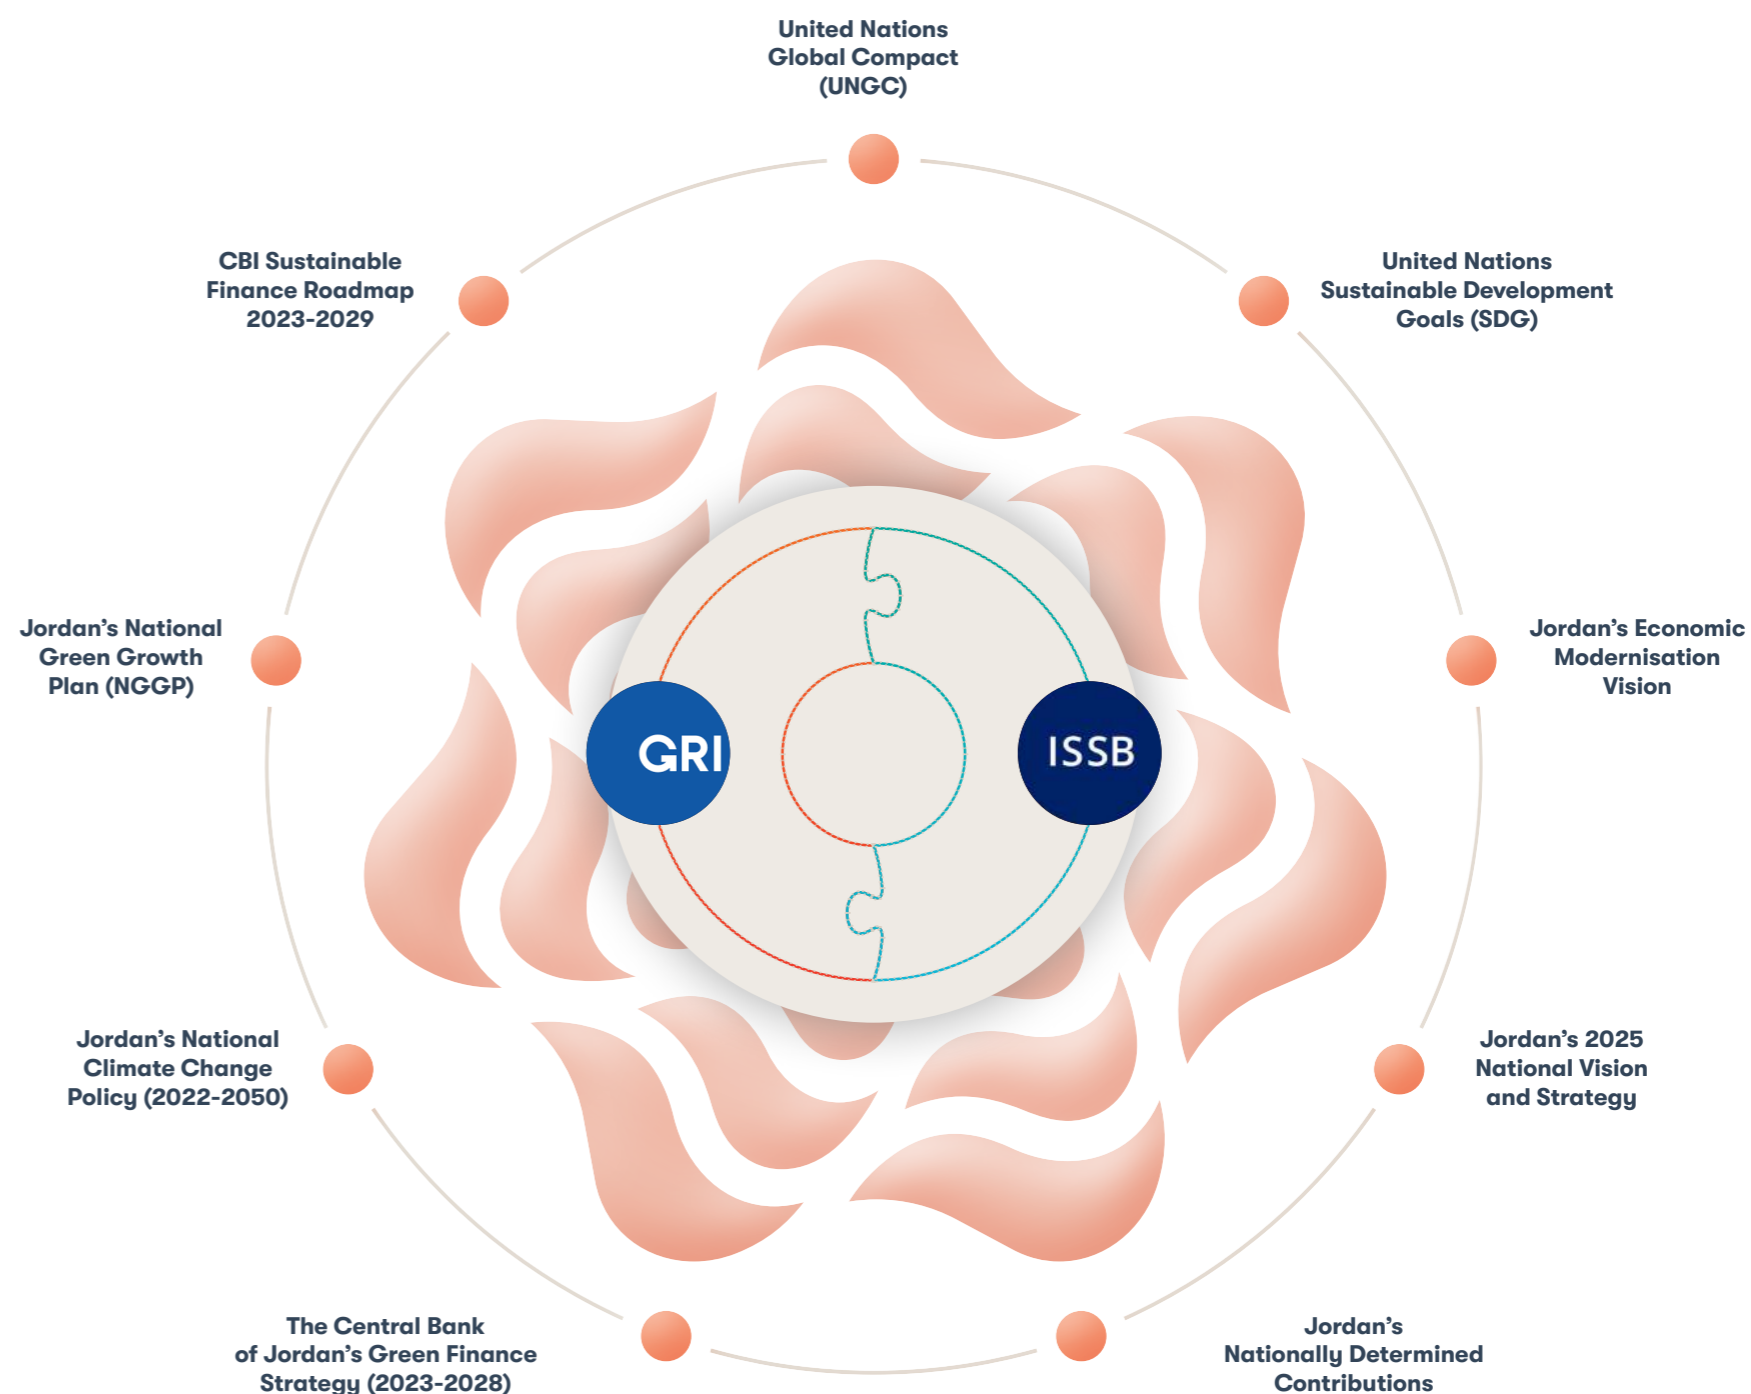 United Nations
Global Compact
(UNGC)
CBI Sustainable
Finance Roadmap
2023-2029
United Nations
Sustainable Development
Goals (SDG)
Jordan’s National
Green Growth
Plan (NGGP)
Jordan’s Economic
Modernisation
Vision
GRI
ISSB
Jordan’s National
Climate Change
Policy (2022-2050)
Jordan’s 2025
National Vision
and Strategy
The Central Bank
of Jordan’s Green Finance
Strategy (2023-2028)
Jordan’s
Nationally Determined
Contributions